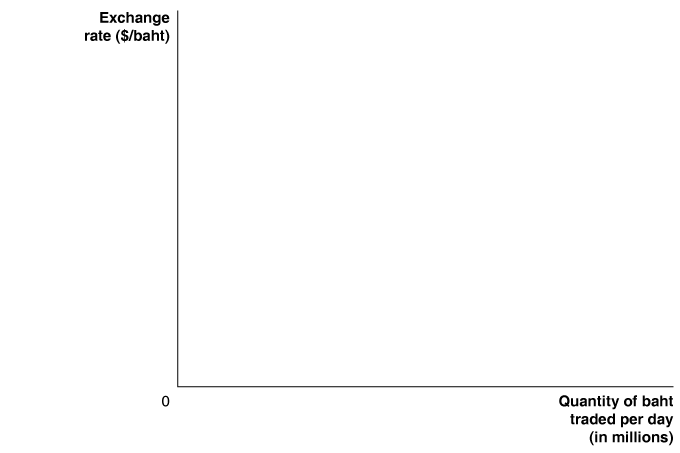 Exchange
rate ($/baht)
0
Quantity of baht
traded per day
(in millions)